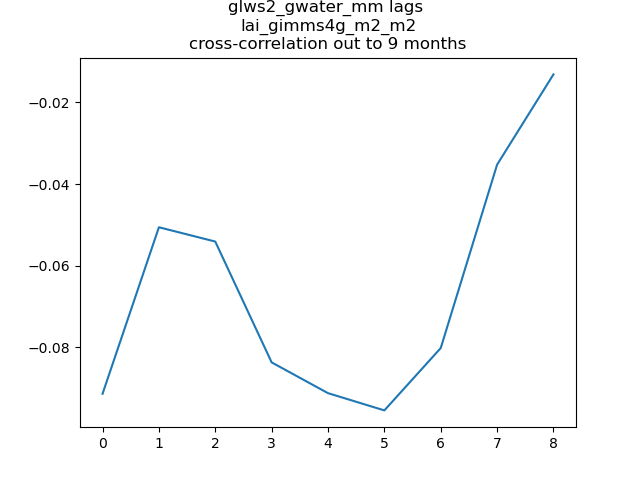 glws2_gwater_mm lags
lai_gimms4g_m2_m2
cross-correlation out to 9 months
−0.02
−0.04
−0.06
−0.08
0 1 2 3 4 5 6 7 8